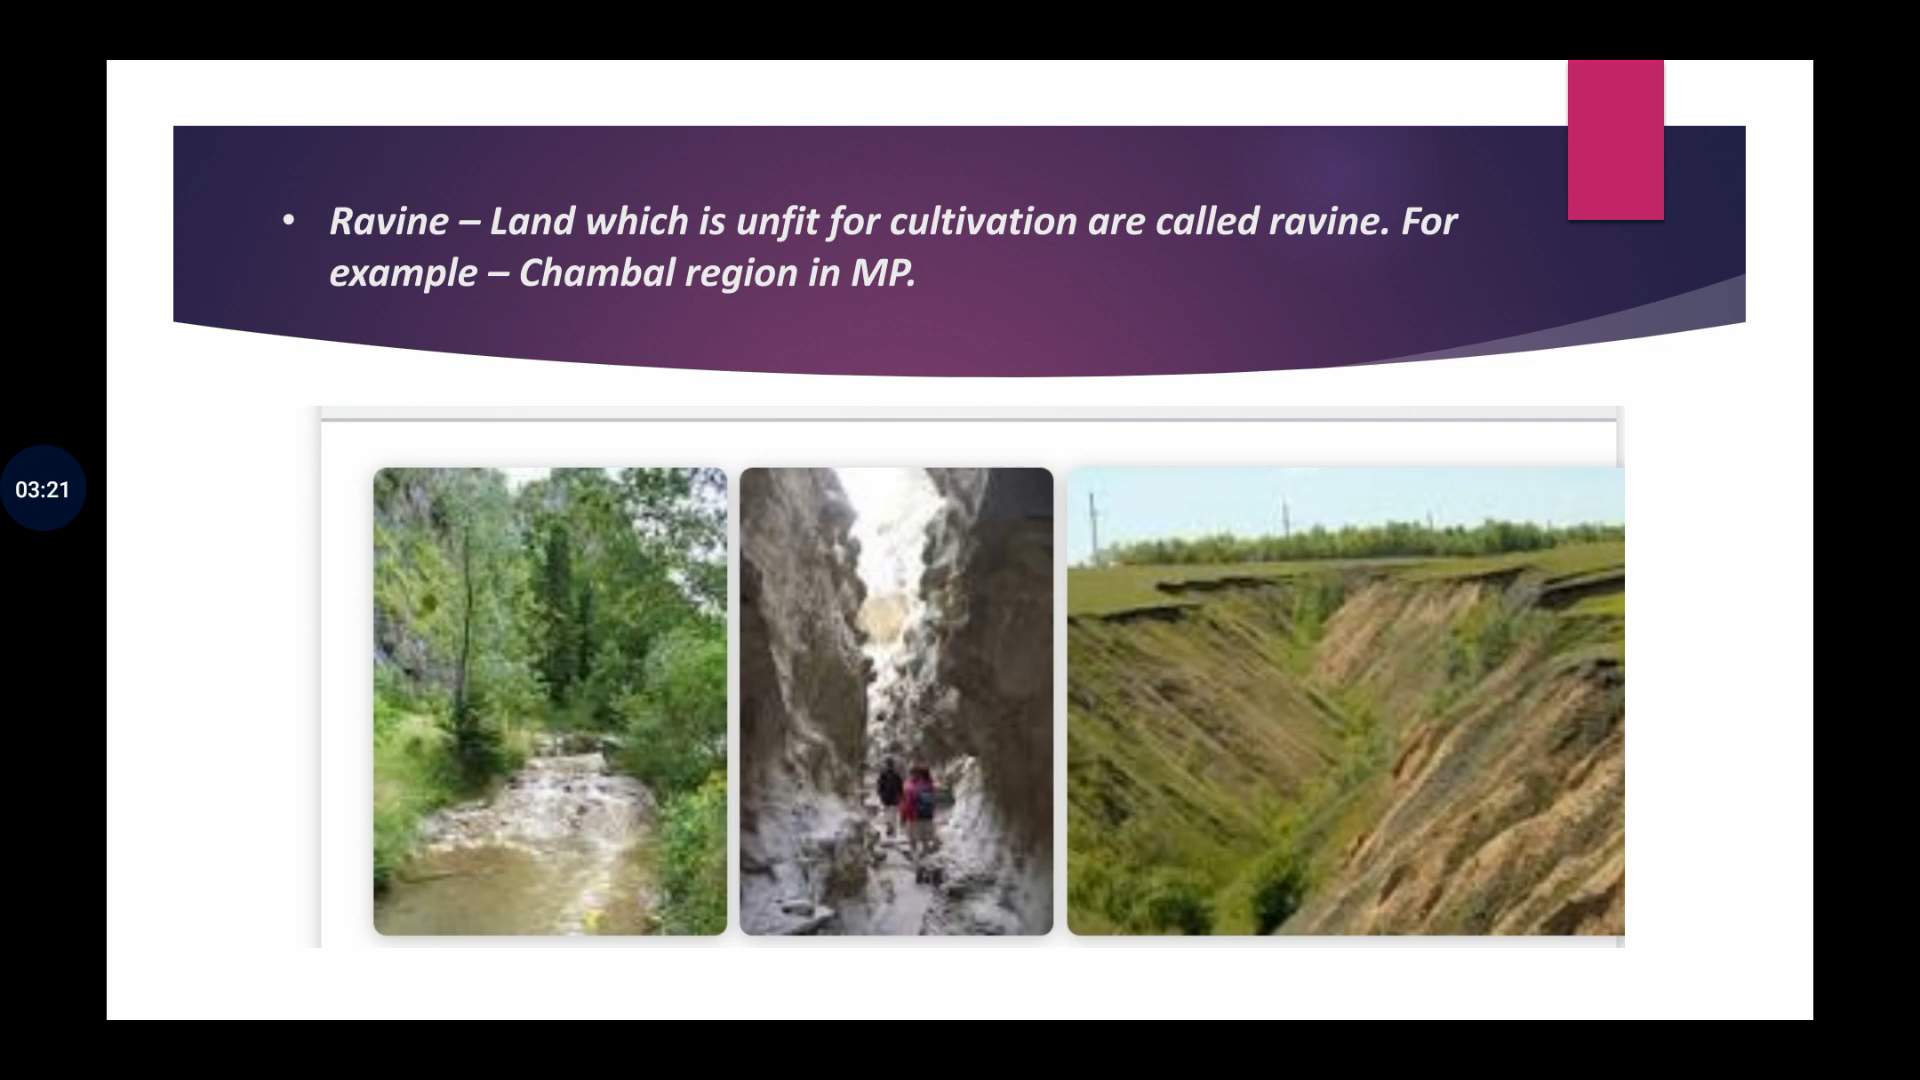 • Ravine – Land which is unfit for cultivation are called ravine. For
example – Chambal region in MP.
03:21